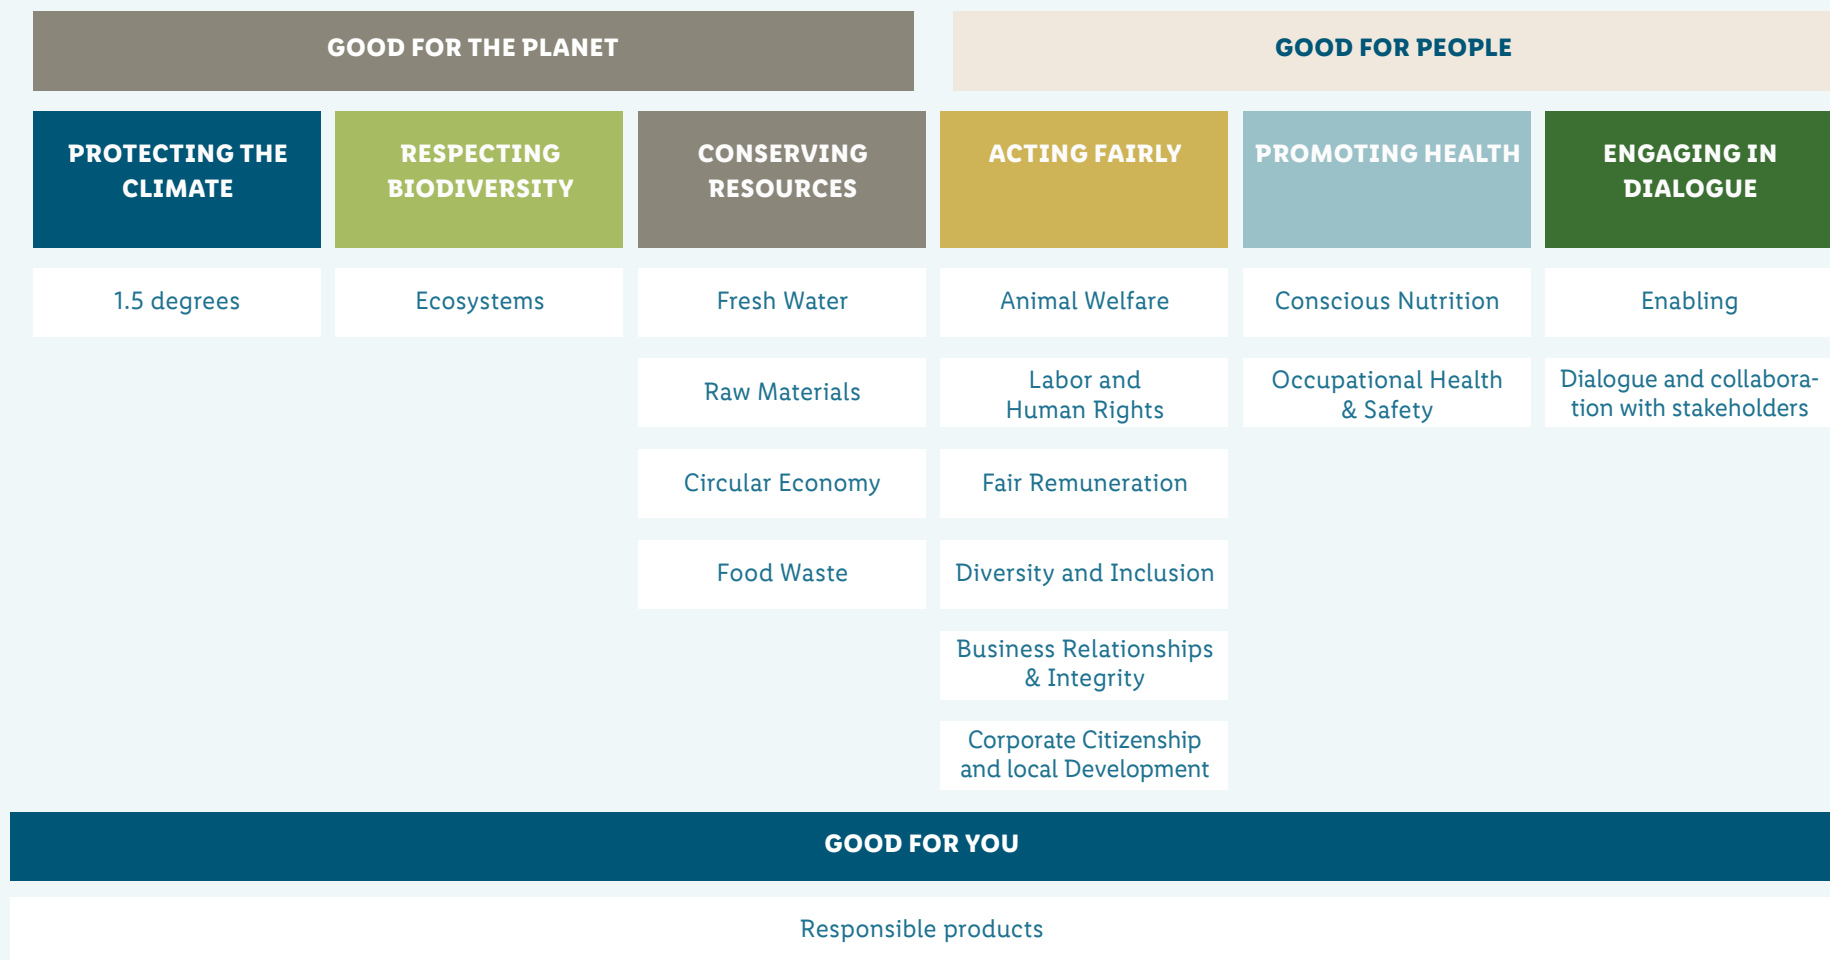 GOOD FOR THE PLANET
GOOD FOR PEOPLE
PROTECTING THE
CLIMATE
RESPECTING
BIODIVERSITY
CONSERVING
RESOURCES
ACTING FAIRLY
PROMOTING HEALTH
ENGAGING IN
DIALOGUE
1.5 degrees
Ecosystems
Fresh Water
Animal Welfare
Conscious Nutrition
Enabling
Raw Materials
Labor and
Human Rights
Occupational Health
& Safety
Dialogue and collabora-
tion with stakeholders
Circular Economy
Fair Remuneration
Food Waste
Diversity and Inclusion
Business Relationships
& Integrity
Corporate Citizenship
and local Development
GOOD FOR YOU
Responsible products